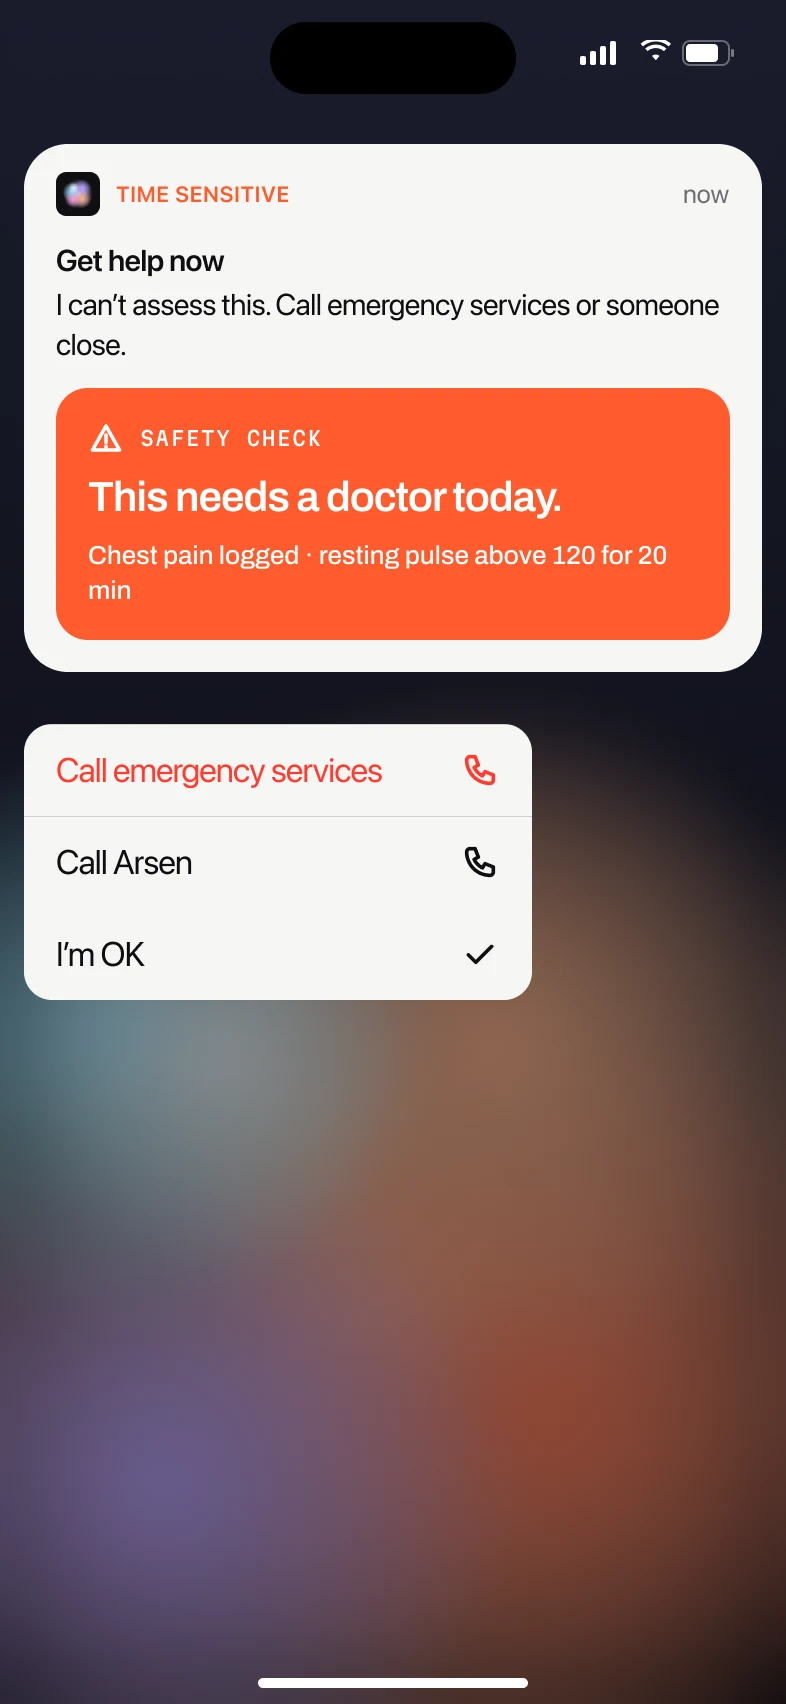 TIME SENSITIVE
now
Get help now
I can’t assess this. Call emergency services or someone
close.
SAFETY CHECK
This needs a doctor today.
Chest pain logged · resting pulse above 120 for 20
min
Call emergency services
Call Arsen
I’m OK